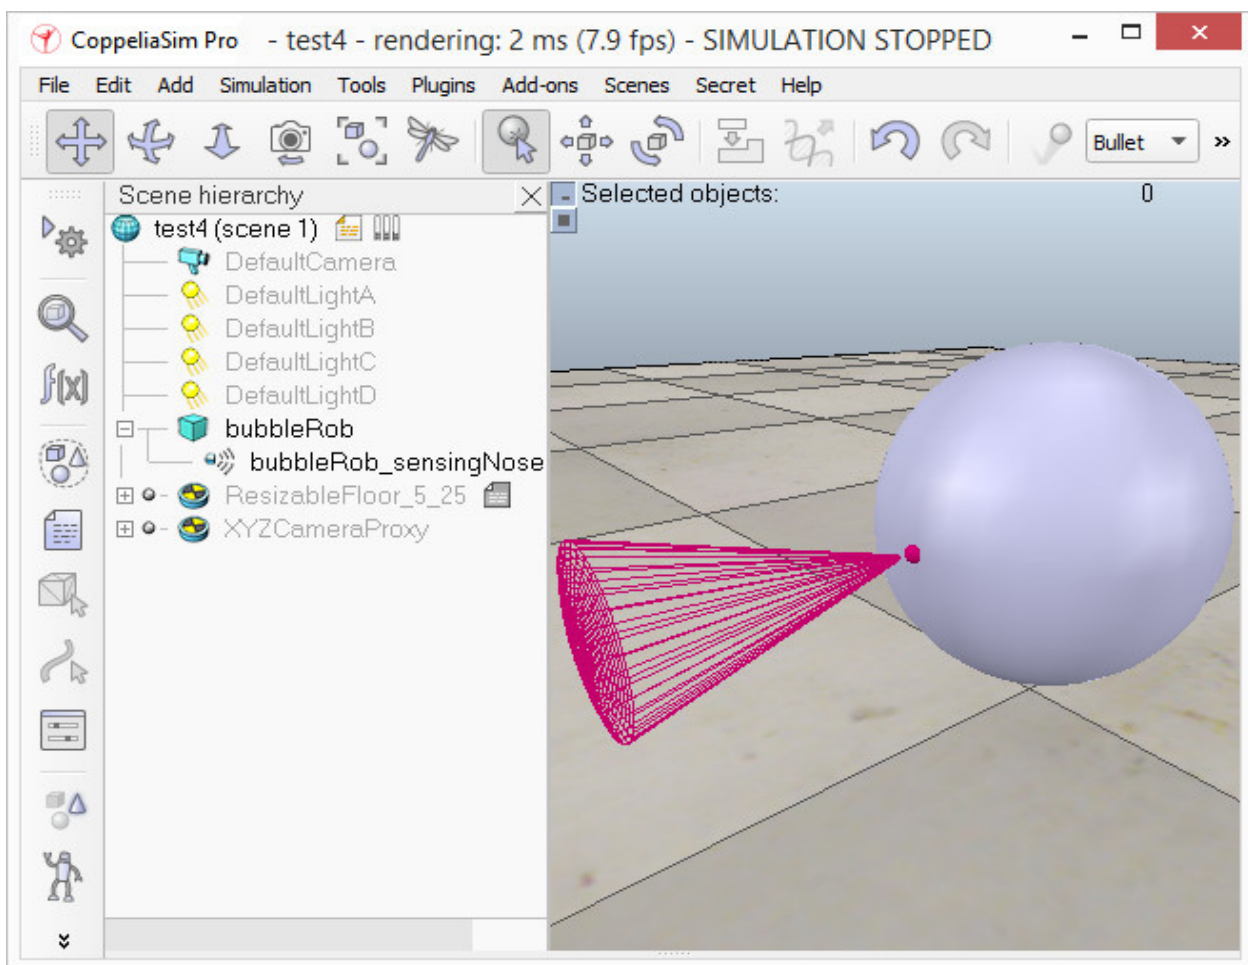 CoppeliaSim Pro - test4 - rendering: 2 ms (7.9 fps) - SIMULATION STOPPED
File Edit Add Simulation Tools Plugins Add-ons Scenes Secret Help
Bullet
Scene hierarchy
Selected objects: 0
test4 (scene 1)
DefaultCamera
DefaultLightA
DefaultLightB
DefaultLightC
DefaultLightD
bubbleRob
bubbleRob_sensingNose
ResizableFloor_5_25
XYZCameraProxy
f(x)